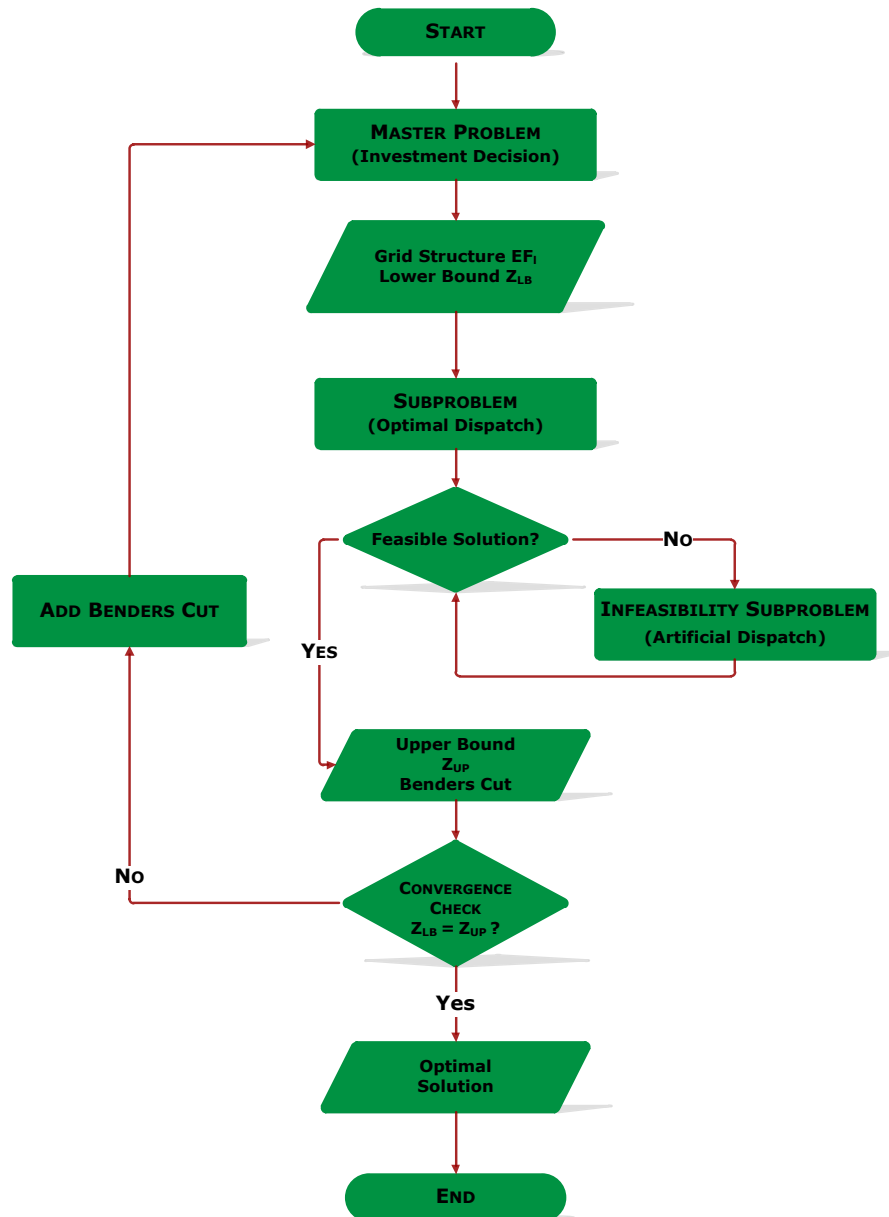 START
MASTER PROBLEM
(Investment Decision)
Grid Structure EFI
Lower Bound ZLB
SUBPROBLEM
(Optimal Dispatch)
Feasible Solution?
NO
INFEASIBILITY SUBPROBLEM
(Artificial Dispatch)
ADD BENDERS CUT
YES
Upper Bound
ZUP
Benders Cut
NO
CONVERGENCE
CHECK
ZLB = ZUP ?
Yes
Optimal
Solution
END